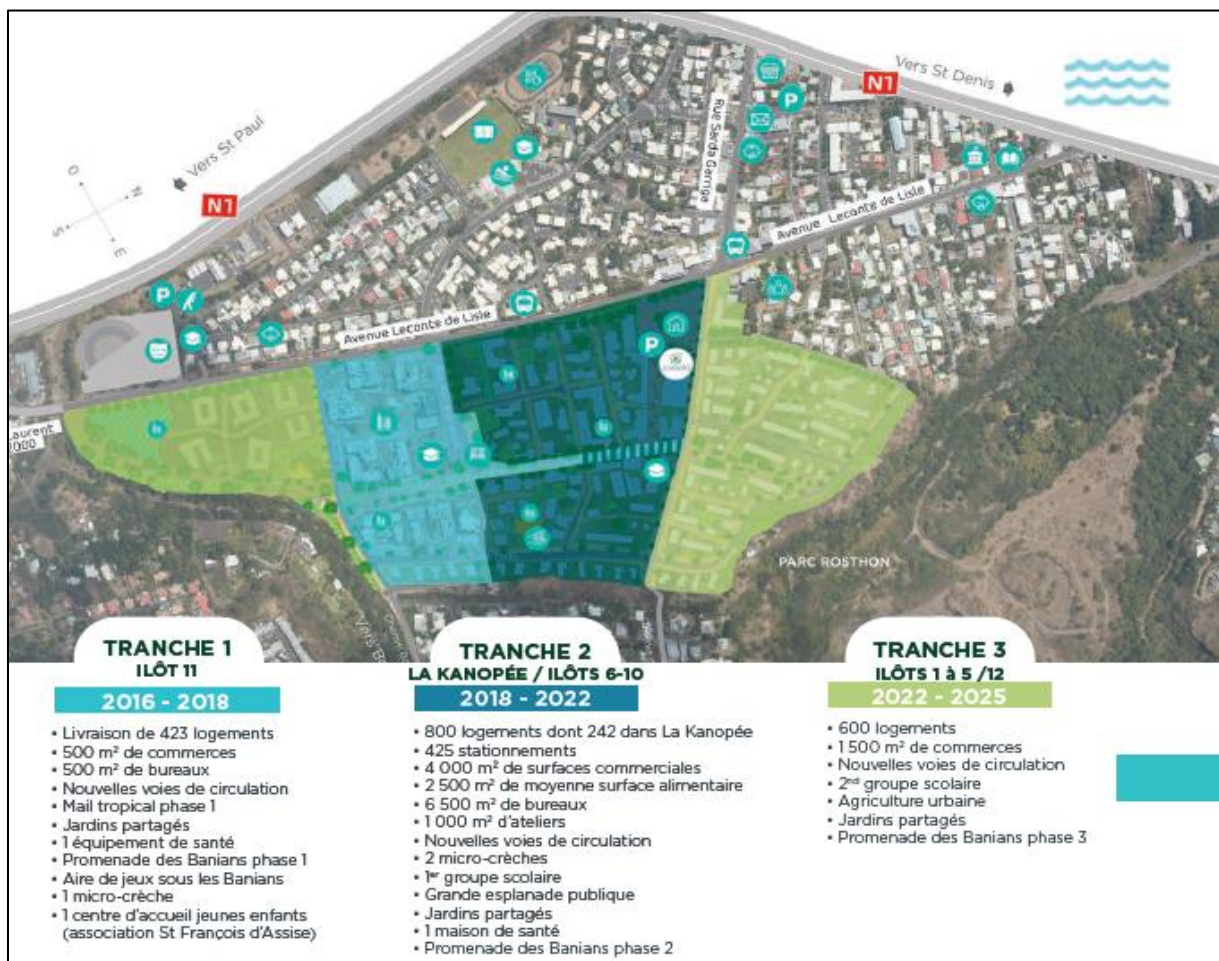 Vers St Denis
N1
Vers St Paul
N1
Rue Sarda Garriga
Avenue Leconte de Lisle
Avenue Leconte de Lisle
O
N
S
E
P
P
P
Laurent
PARC ROSTHON
TRANCHE 1
ILÔT 11
2016 - 2018
• Livraison de 423 logements
• 500 m² de commerces
• 500 m² de bureaux
• Nouvelles voies de circulation
• Mail tropical phase 1
• Jardins partagés
• 1 équipement de santé
• Promenade des Banians phase 1
• Aire de jeux sous les Banians
• 1 micro-crèche
• 1 centre d'accueil jeunes enfants
(association St François d'Assise)
TRANCHE 2
LA KANOPÉE / ILÔTS 6-10
2018 - 2022
• 800 logements dont 242 dans La Kanopée
• 425 stationnements
• 4 000 m² de surfaces commerciales
• 2 500 m² de moyenne surface alimentaire
• 6 500 m² de bureaux
• 1 000 m² d'ateliers
• Nouvelles voies de circulation
• 2 micro-crèches
• 1er groupe scolaire
• Grande esplanade publique
• Jardins partagés
• 1 maison de santé
• Promenade des Banians phase 2
TRANCHE 3
ILÔTS 1 à 5 /12
2022 - 2025
• 600 logements
• 1 500 m² de commerces
• Nouvelles voies de circulation
• 2nd groupe scolaire
• Agriculture urbaine
• Jardins partagés
• Promenade des Banians phase 3